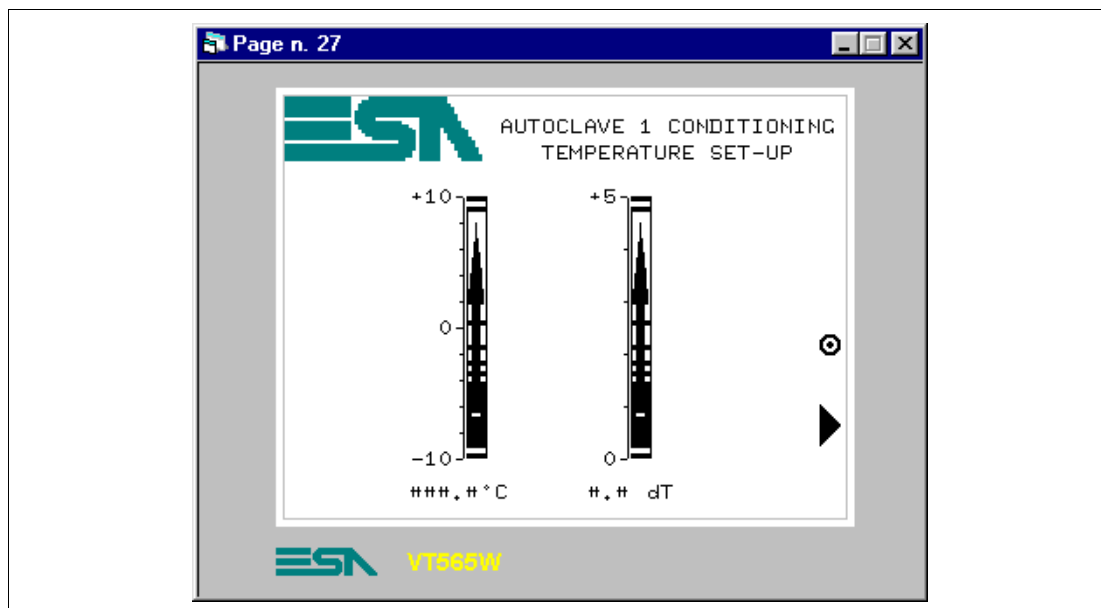 Page n. 27
ESA
AUTOCLAVE 1 CONDITIONING
TEMPERATURE SET-UP
+10
+5
0
-10
0
###.#°C
#.# dT
ESA VT565W